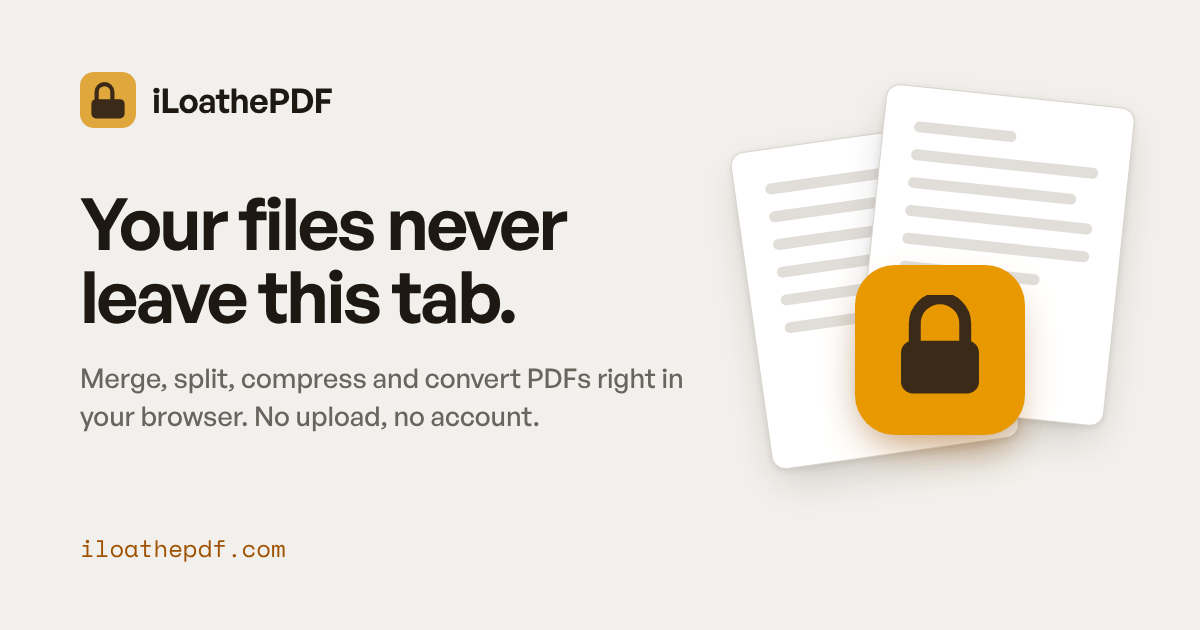 iLoathePDF
Your files never
leave this tab.
Merge, split, compress and convert PDFs right in
your browser. No upload, no account.
iloathepdf.com